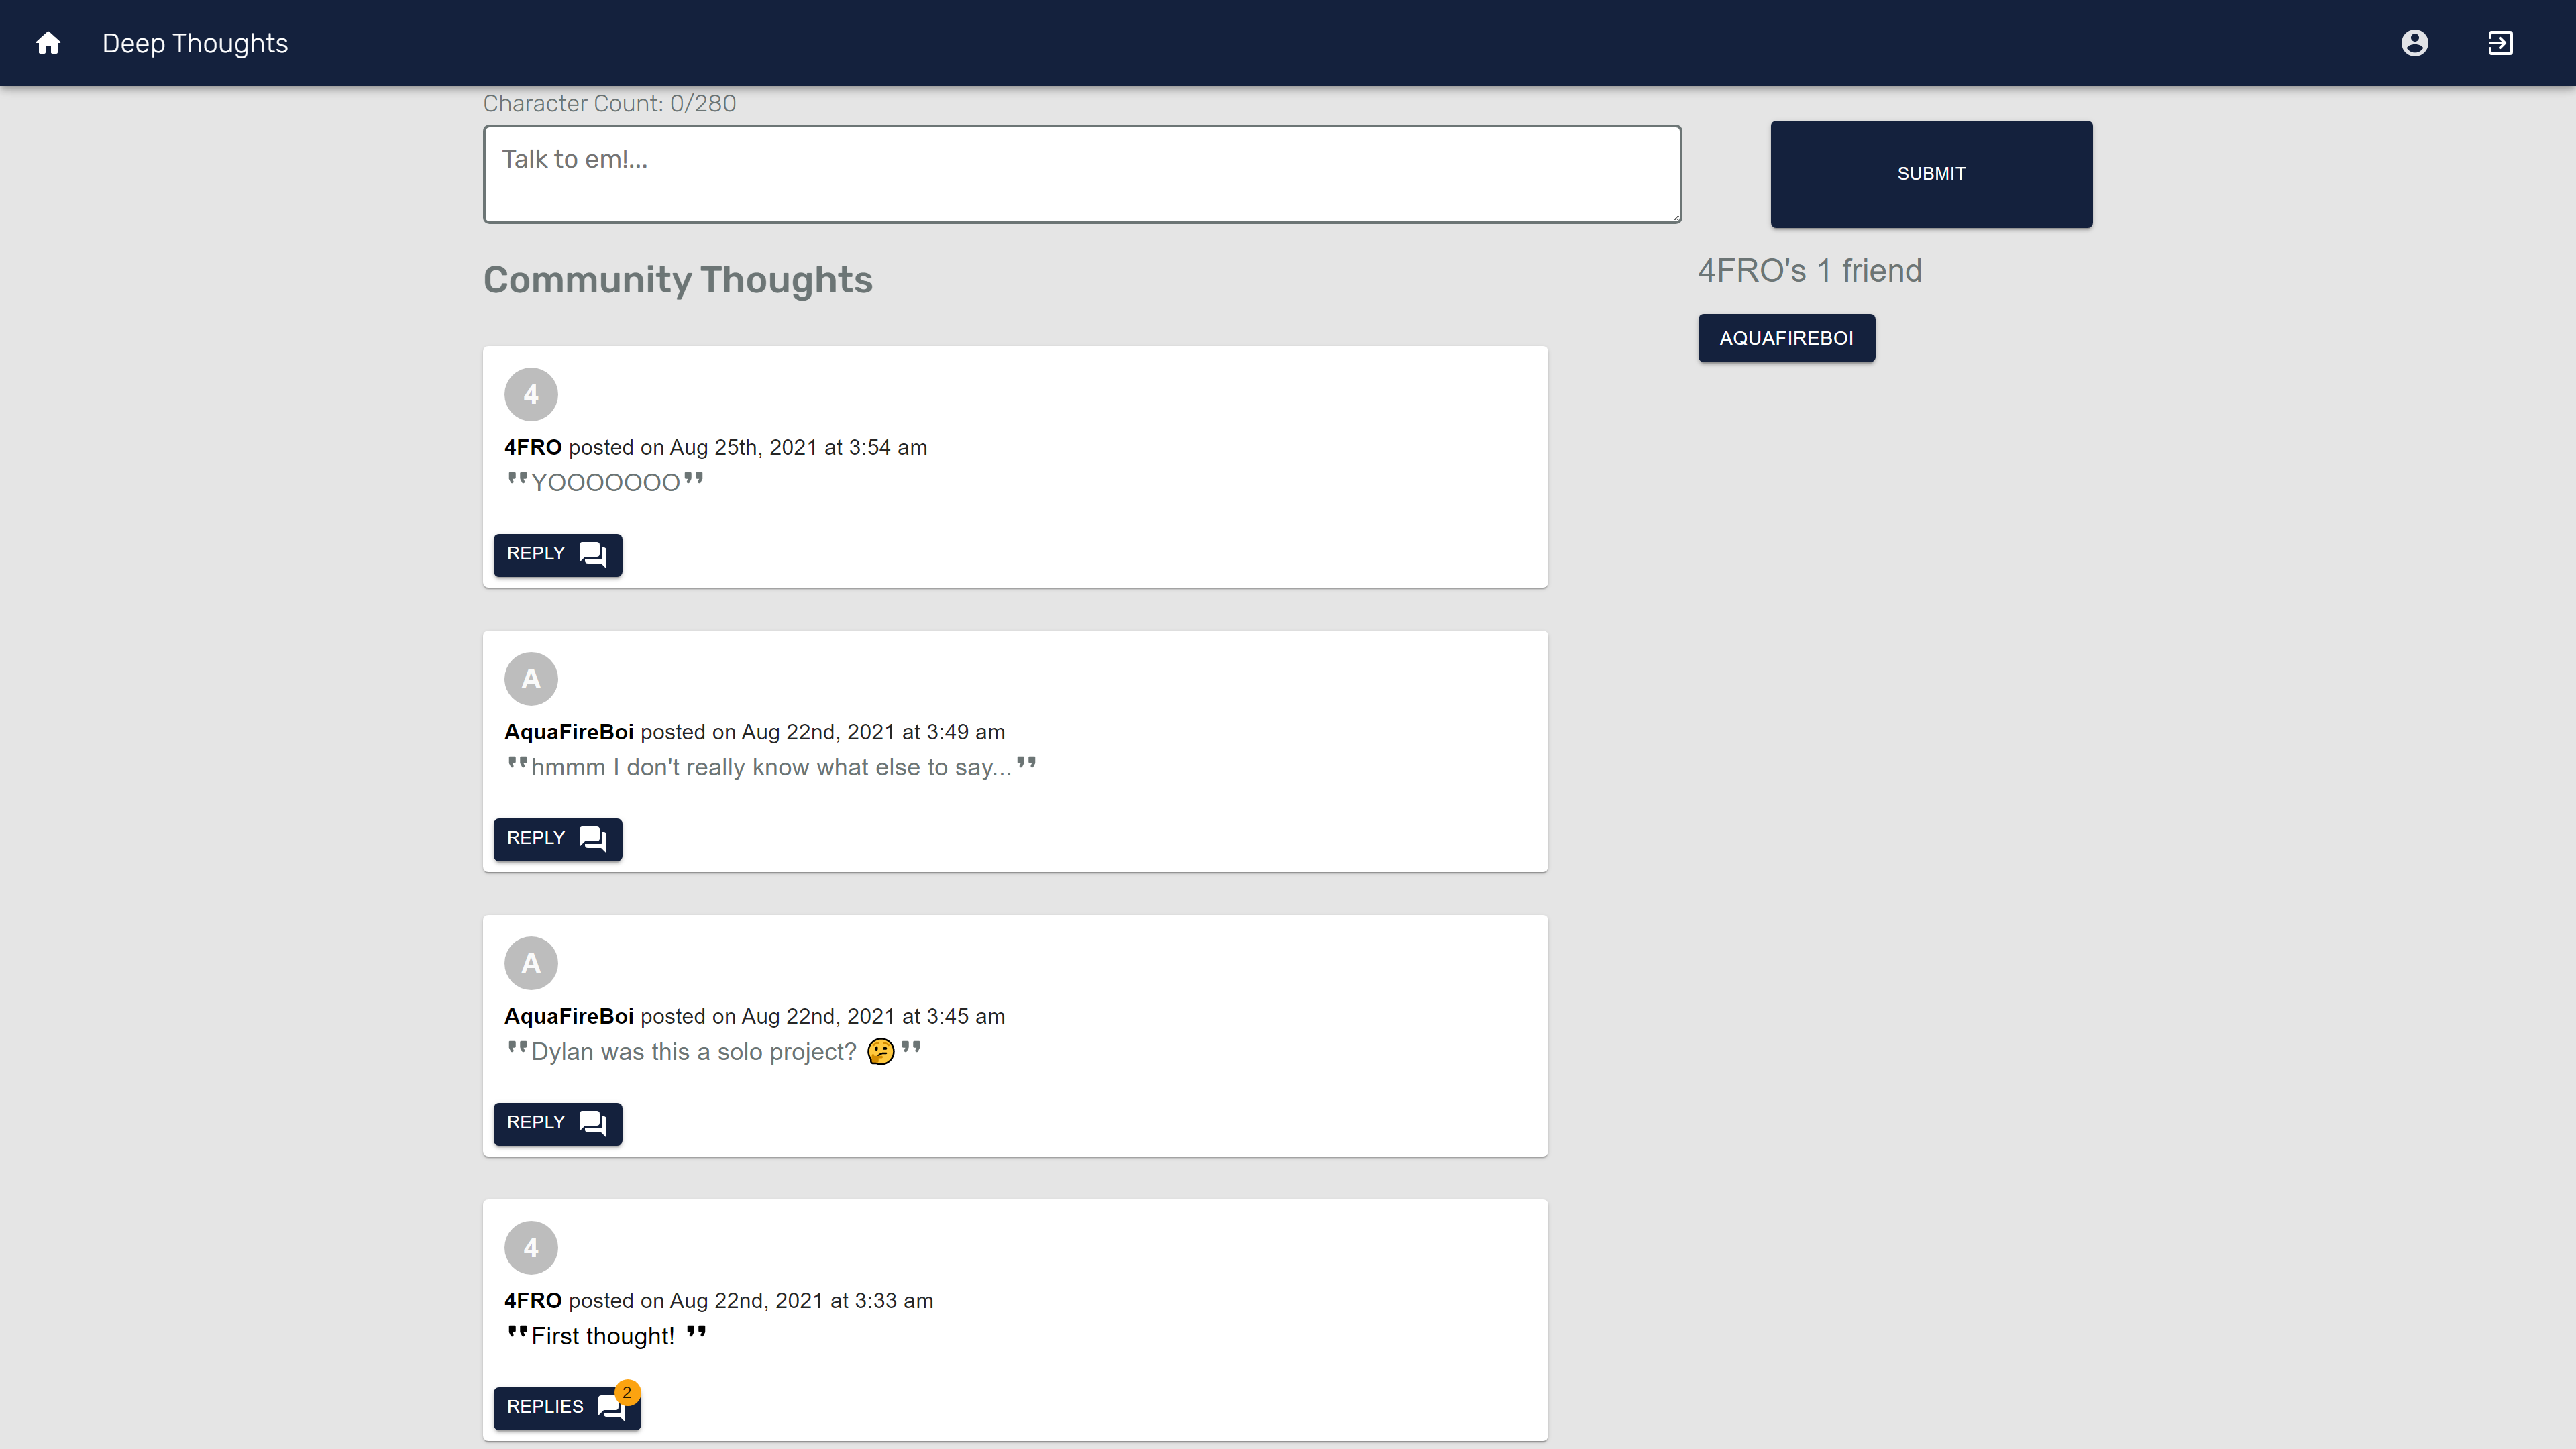 Deep Thoughts
Character Count: 0/280
Talk to em!...
SUBMIT
Community Thoughts
4FRO's 1 friend
AQUAFIREBOI
4
4FRO posted on Aug 25th, 2021 at 3:54 am
"YOOOOOOO"
REPLY
A
AquaFireBoi posted on Aug 22nd, 2021 at 3:49 am
"hmmm I don't really know what else to say..."
REPLY
A
AquaFireBoi posted on Aug 22nd, 2021 at 3:45 am
"Dylan was this a solo project? 🤔"
REPLY
4
4FRO posted on Aug 22nd, 2021 at 3:33 am
"First thought! "
REPLIES 2